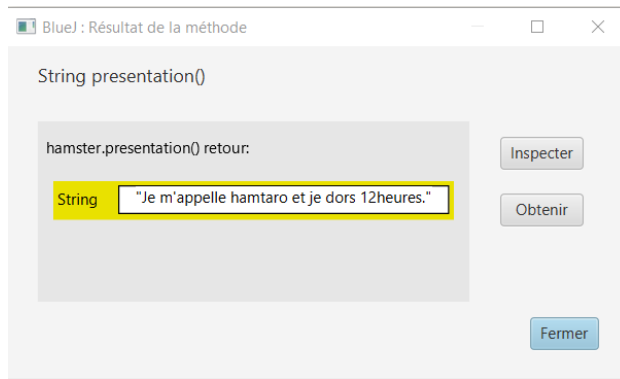 BlueJ : Résultat de la méthode
String presentation()
hamster.presentation() retour:
Inspecter
String "Je m'appelle hamtaro et je dors 12heures."
Obtenir
Fermer